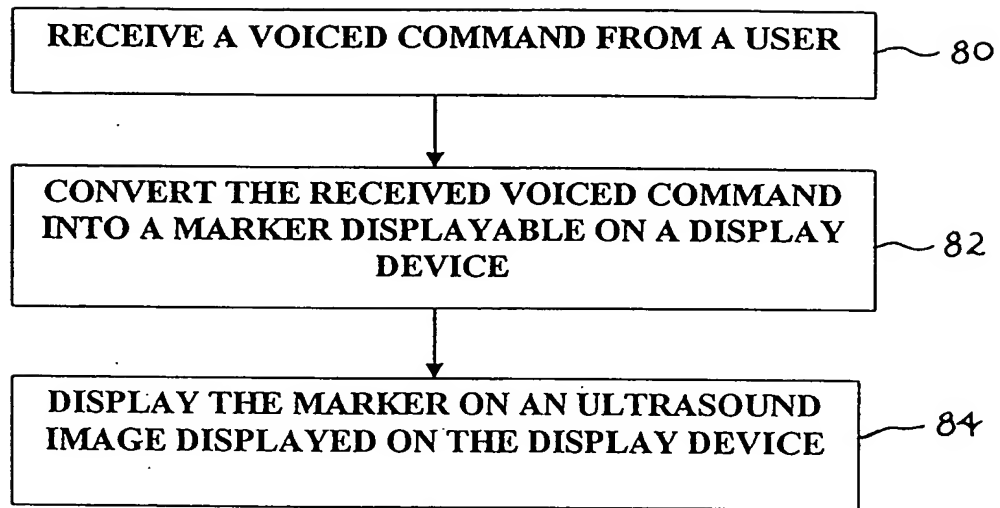 RECEIVE A VOICED COMMAND FROM A USER
80
CONVERT THE RECEIVED VOICED COMMAND
INTO A MARKER DISPLAYABLE ON A DISPLAY
DEVICE
82
DISPLAY THE MARKER ON AN ULTRASOUND
IMAGE DISPLAYED ON THE DISPLAY DEVICE
84